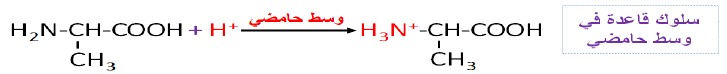 وسط حامضي
H₂N-CH-COOH + H⁺ → H₃N⁺-CH-COOH
CH₃ CH₃
سلوك قاعدة في
وسط حامضي